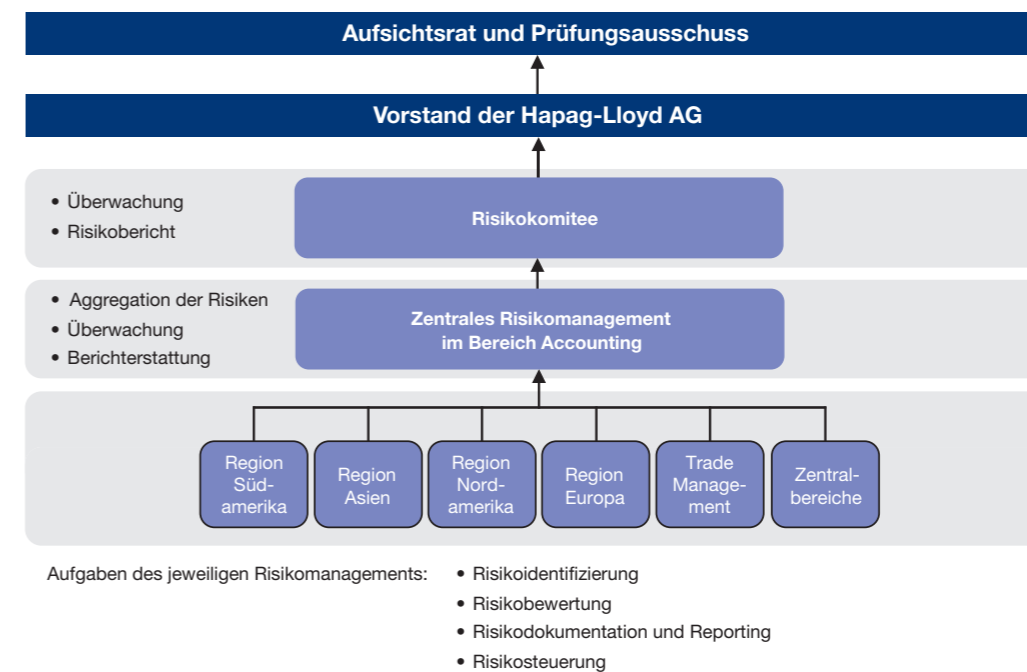 Aufsichtsrat und Prüfungsausschuss
Vorstand der Hapag-Lloyd AG
• Überwachung
• Risikobericht
Risikokomitee
• Aggregation der Risiken
• Überwachung
• Berichterstattung
Zentrales Risikomanagement
im Bereich Accounting
Region
Süd-
amerika
Region
Asien
Region
Nord-
amerika
Region
Europa
Trade
Manage-
ment
Zentral-
bereiche
Aufgaben des jeweiligen Risikomanagements:
• Risikoidentifizierung
• Risikobewertung
• Risikodokumentation und Reporting
• Risikosteuerung